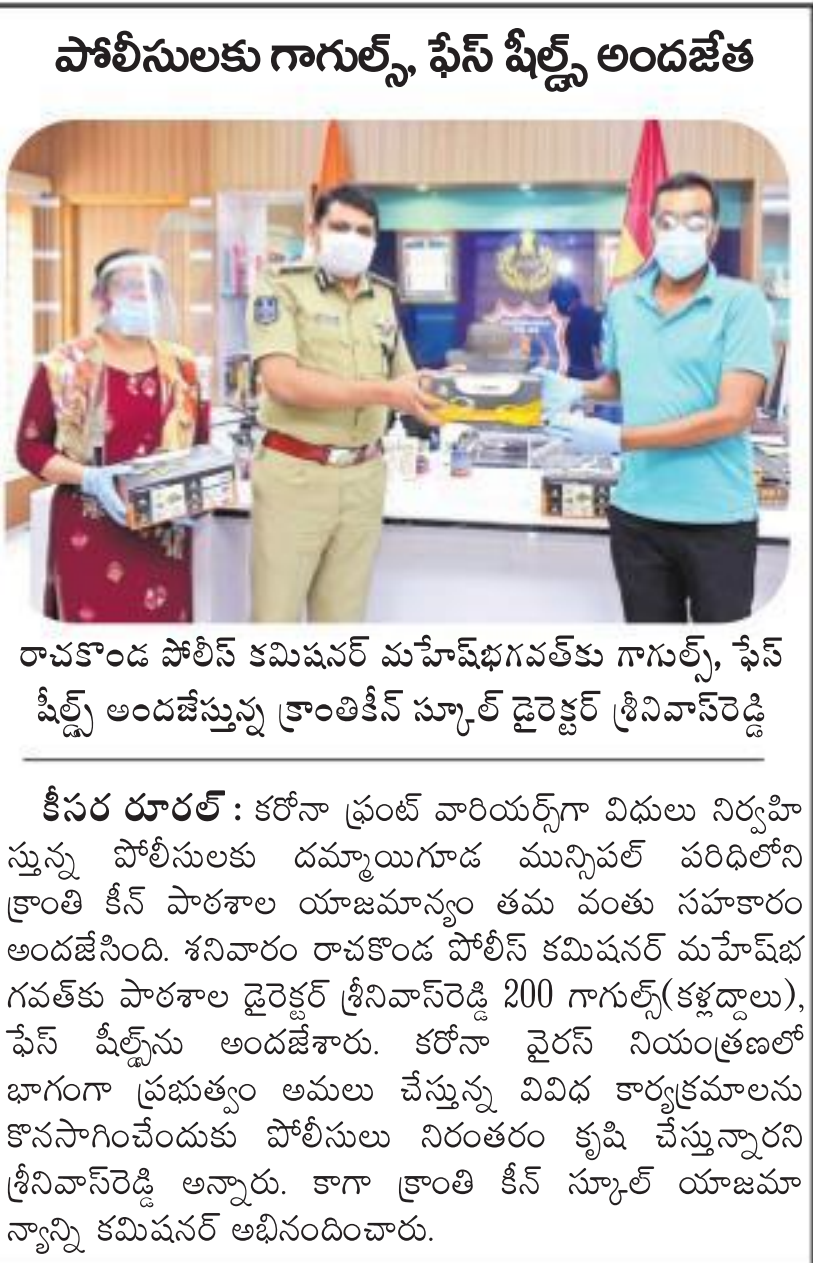 పోలీసులకు గాగుల్స్, ఫేస్ షీల్డ్స్ అందజేత
రాచకొండ పోలీస్ కమిషనర్ మహేష్‌భగవత్‌కు గాగుల్స్, ఫేస్
షీల్డ్స్ అందజేస్తున్న క్రాంతికీన్ స్కూల్ డైరెక్టర్ శ్రీనివాస్‌రెడ్డి
కీసర రూరల్ : కరోనా ఫ్రంట్ వారియర్స్‌గా విధులు నిర్వహి
స్తున్న పోలీసులకు దమ్మాయిగూడ మున్సిపల్ పరిధిలోని
క్రాంతి కీన్ పాఠశాల యాజమాన్యం తమ వంతు సహకారం
అందజేసింది. శనివారం రాచకొండ పోలీస్ కమిషనర్ మహేష్‌భ
గవత్‌కు పాఠశాల డైరెక్టర్ శ్రీనివాస్‌రెడ్డి 200 గాగుల్స్(కళ్లద్దాలు),
ఫేస్ షీల్డ్స్‌ను అందజేశారు. కరోనా వైరస్ నియంత్రణలో
భాగంగా ప్రభుత్వం అమలు చేస్తున్న వివిధ కార్యక్రమాలను
కొనసాగించేందుకు పోలీసులు నిరంతరం కృషి చేస్తున్నారని
శ్రీనివాస్‌రెడ్డి అన్నారు. కాగా క్రాంతి కీన్ స్కూల్ యాజమా
న్యాన్ని కమిషనర్ అభినందించారు.